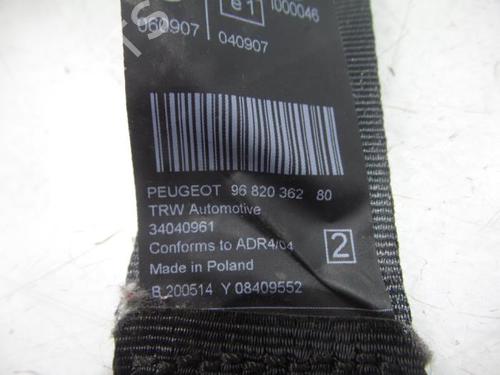 e1
I000046
060907
040907
PEUGEOT 96 820 362 80
TRW Automotive
34040961
Conforms to ADR4/04
2
Made in Poland
B 200514 Y 08409552